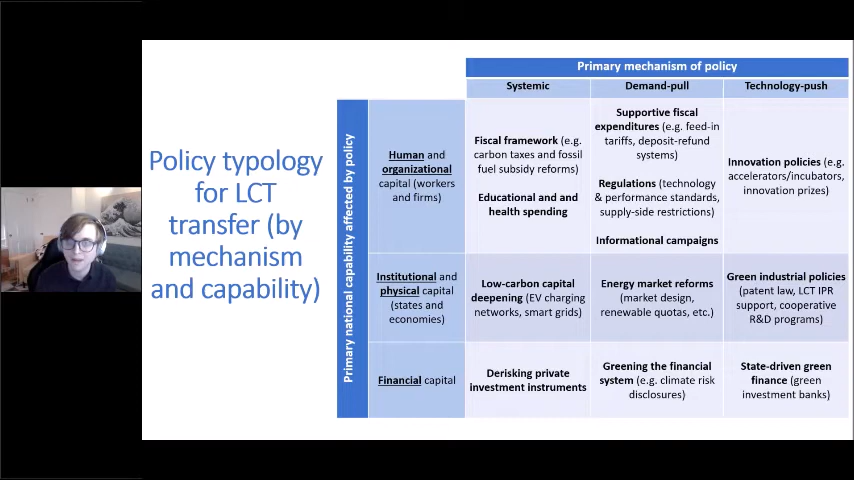 Policy typology
for LCT
transfer (by
mechanism
and capability)
Primary mechanism of policy
Systemic
Demand-pull
Technology-push
Primary national capability affected by policy
Human and
organizational
capital (workers
and firms)
Fiscal framework (e.g.
carbon taxes and fossil
fuel subsidy reforms)
Educational and and
health spending
Supportive fiscal
expenditures (e.g. feed-in
tariffs, deposit-refund
systems)
Regulations (technology
& performance standards,
supply-side restrictions)
Informational campaigns
Innovation policies (e.g.
accelerators/incubators,
innovation prizes)
Institutional and
physical capital
(states and
economies)
Low-carbon capital
deepening (EV charging
networks, smart grids)
Energy market reforms
(market design,
renewable quotas, etc.)
Green industrial policies
(patent law, LCT IPR
support, cooperative
R&D programs)
Financial capital
Derisking private
investment instruments
Greening the financial
system (e.g. climate risk
disclosures)
State-driven green
finance (green
investment banks)